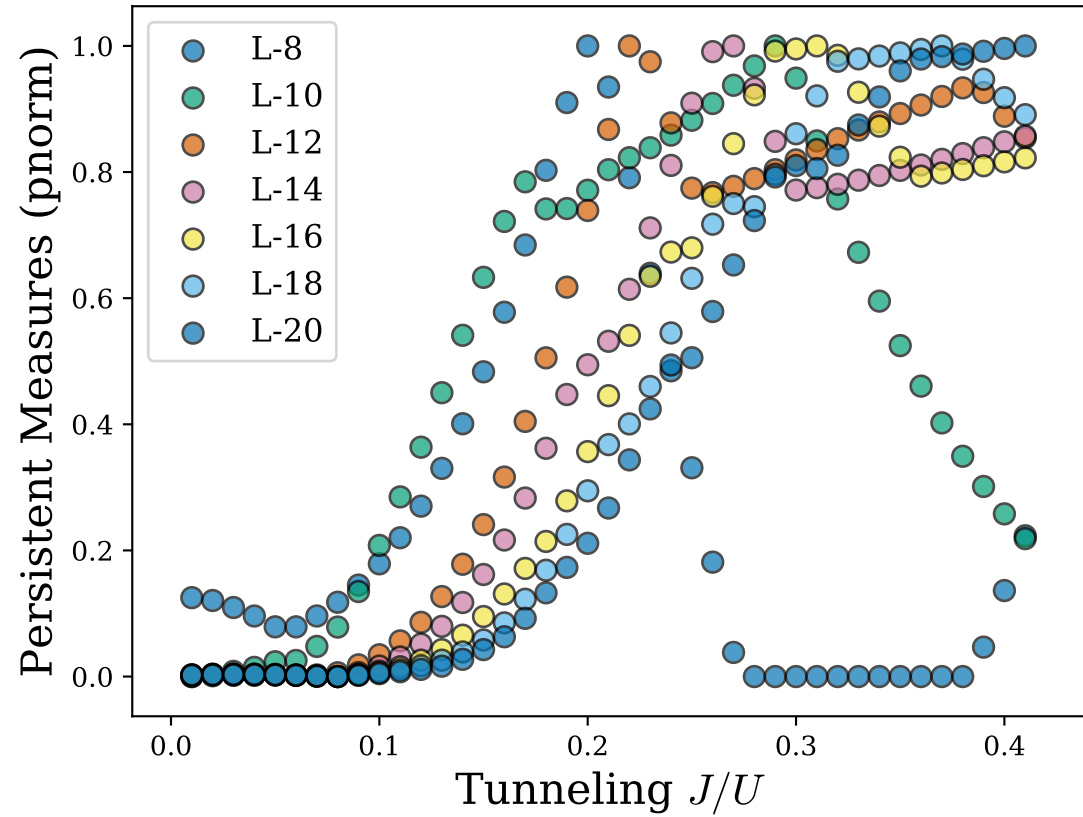 Persistent Measures (pnorm)
1.0
0.8
0.6
0.4
0.2
0.0
L-8
L-10
L-12
L-14
L-16
L-18
L-20
0.0 0.1 0.2 0.3 0.4
Tunneling J/U